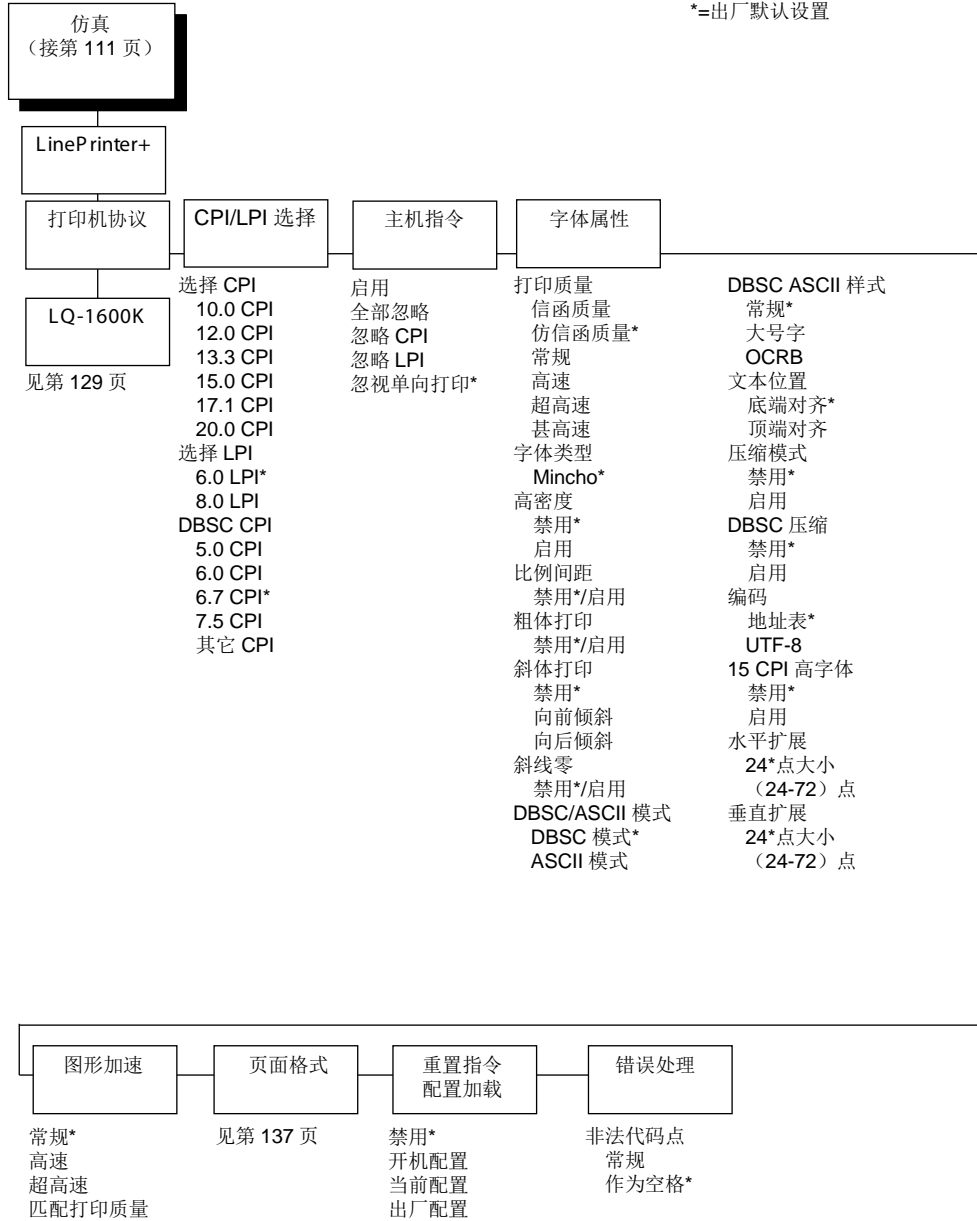 *=出厂默认设置
仿真
（接第 111 页）
LinePrinter+
打印机协议
LQ-1600K
见第 129 页
CPI/LPI 选择
选择 CPI
10.0 CPI
12.0 CPI
13.3 CPI
15.0 CPI
17.1 CPI
20.0 CPI
选择 LPI
6.0 LPI*
8.0 LPI
DBSC CPI
5.0 CPI
6.0 CPI
6.7 CPI*
7.5 CPI
其它 CPI
主机指令
启用
全部忽略
忽略 CPI
忽略 LPI
忽视单向打印*
字体属性
打印质量
信函质量
仿信函质量*
常规
高速
超高速
甚高速
字体类型
Mincho*
高密度
禁用*
启用
比例间距
禁用*/启用
粗体打印
禁用*/启用
斜体打印
禁用*
向前倾斜
向后倾斜
斜线零
禁用*/启用
DBSC/ASCII 模式
DBSC 模式*
ASCII 模式
DBSC ASCII 样式
常规*
大号字
OCRB
文本位置
底端对齐*
顶端对齐
压缩模式
禁用*
启用
DBSC 压缩
禁用*
启用
编码
地址表*
UTF-8
15 CPI 高字体
禁用*
启用
水平扩展
24*点大小
（24-72）点
垂直扩展
24*点大小
（24-72）点
图形加速
常规*
高速
超高速
匹配打印质量
页面格式
见第 137 页
重置指令
配置加载
禁用*
开机配置
当前配置
出厂配置
错误处理
非法代码点
常规
作为空格*